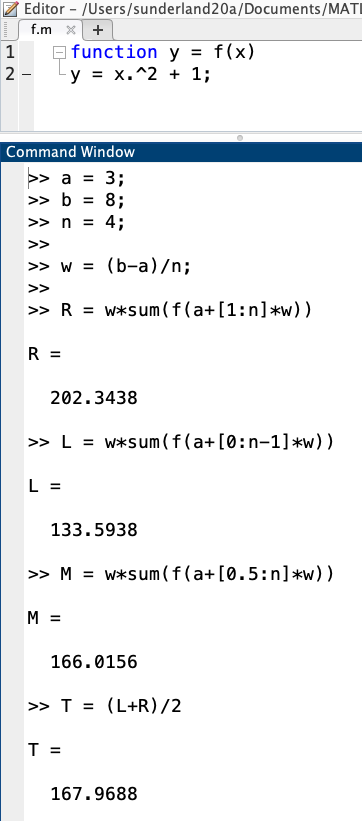 Editor - /Users/sunderland20a/Documents/MATL
f.m × +
1 function y = f(x)
2 – y = x.^2 + 1;
Command Window
>> a = 3;
>> b = 8;
>> n = 4;
>>
>> w = (b-a)/n;
>>
>> R = w*sum(f(a+[1:n]*w))
R =
202.3438
>> L = w*sum(f(a+[0:n-1]*w))
L =
133.5938
>> M = w*sum(f(a+[0.5:n]*w))
M =
166.0156
>> T = (L+R)/2
T =
167.9688